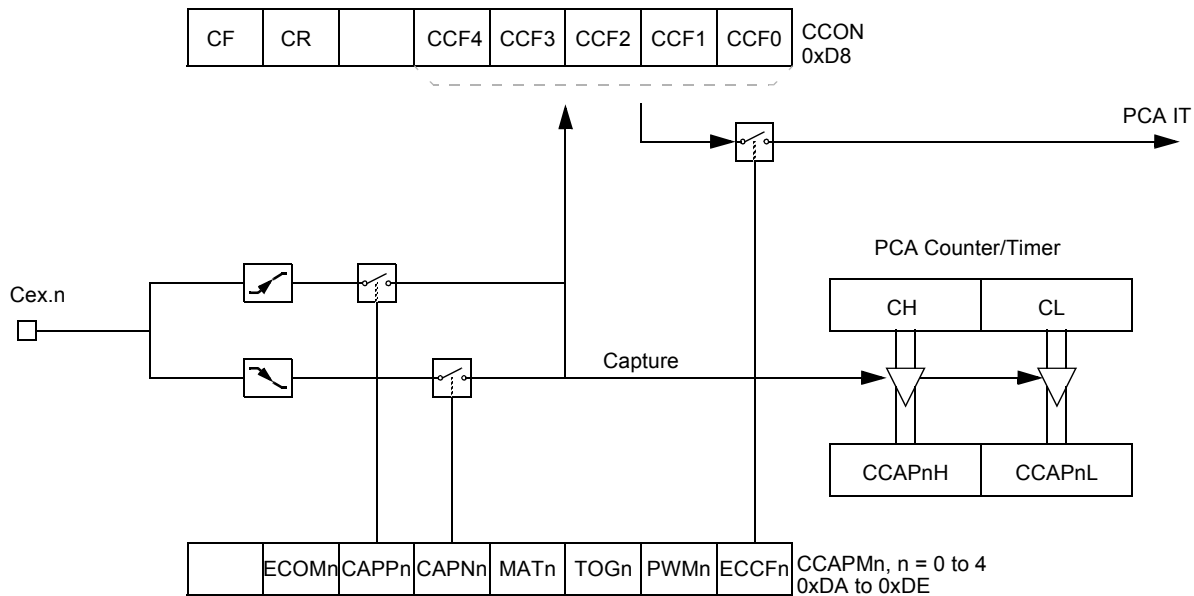 CF CR CCF4 CCF3 CCF2 CCF1 CCF0 CCON
0xD8
PCA IT
PCA Counter/Timer
Cex.n
CH CL
Capture
CCAPnH CCAPnL
ECOMn CAPPn CAPNn MATn TOGn PWMn ECCFn CCAPMn, n = 0 to 4
0xDA to 0xDE